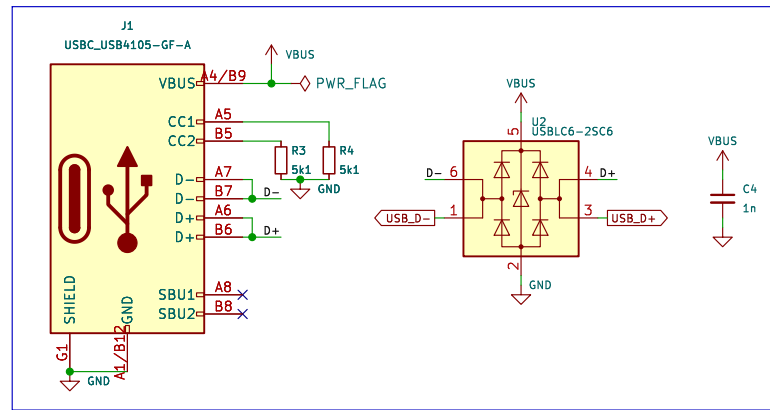 J1
USBC_USB4105-GF-A
VBUS
A4/B9
VBUS
PWR_FLAG
CC1
A5
CC2
B5
R3
5k1
R4
5k1
GND
D-
A7
D-
B7
D-
D+
A6
D+
B6
D+
SBU1
A8
SBU2
B8
SHIELD
GND
G1
A1/B12
GND
VBUS
U2
USBLC6-2SC6
5
D-
6
4
D+
USB_D-
1
3
USB_D+
2
GND
VBUS
C4
1n